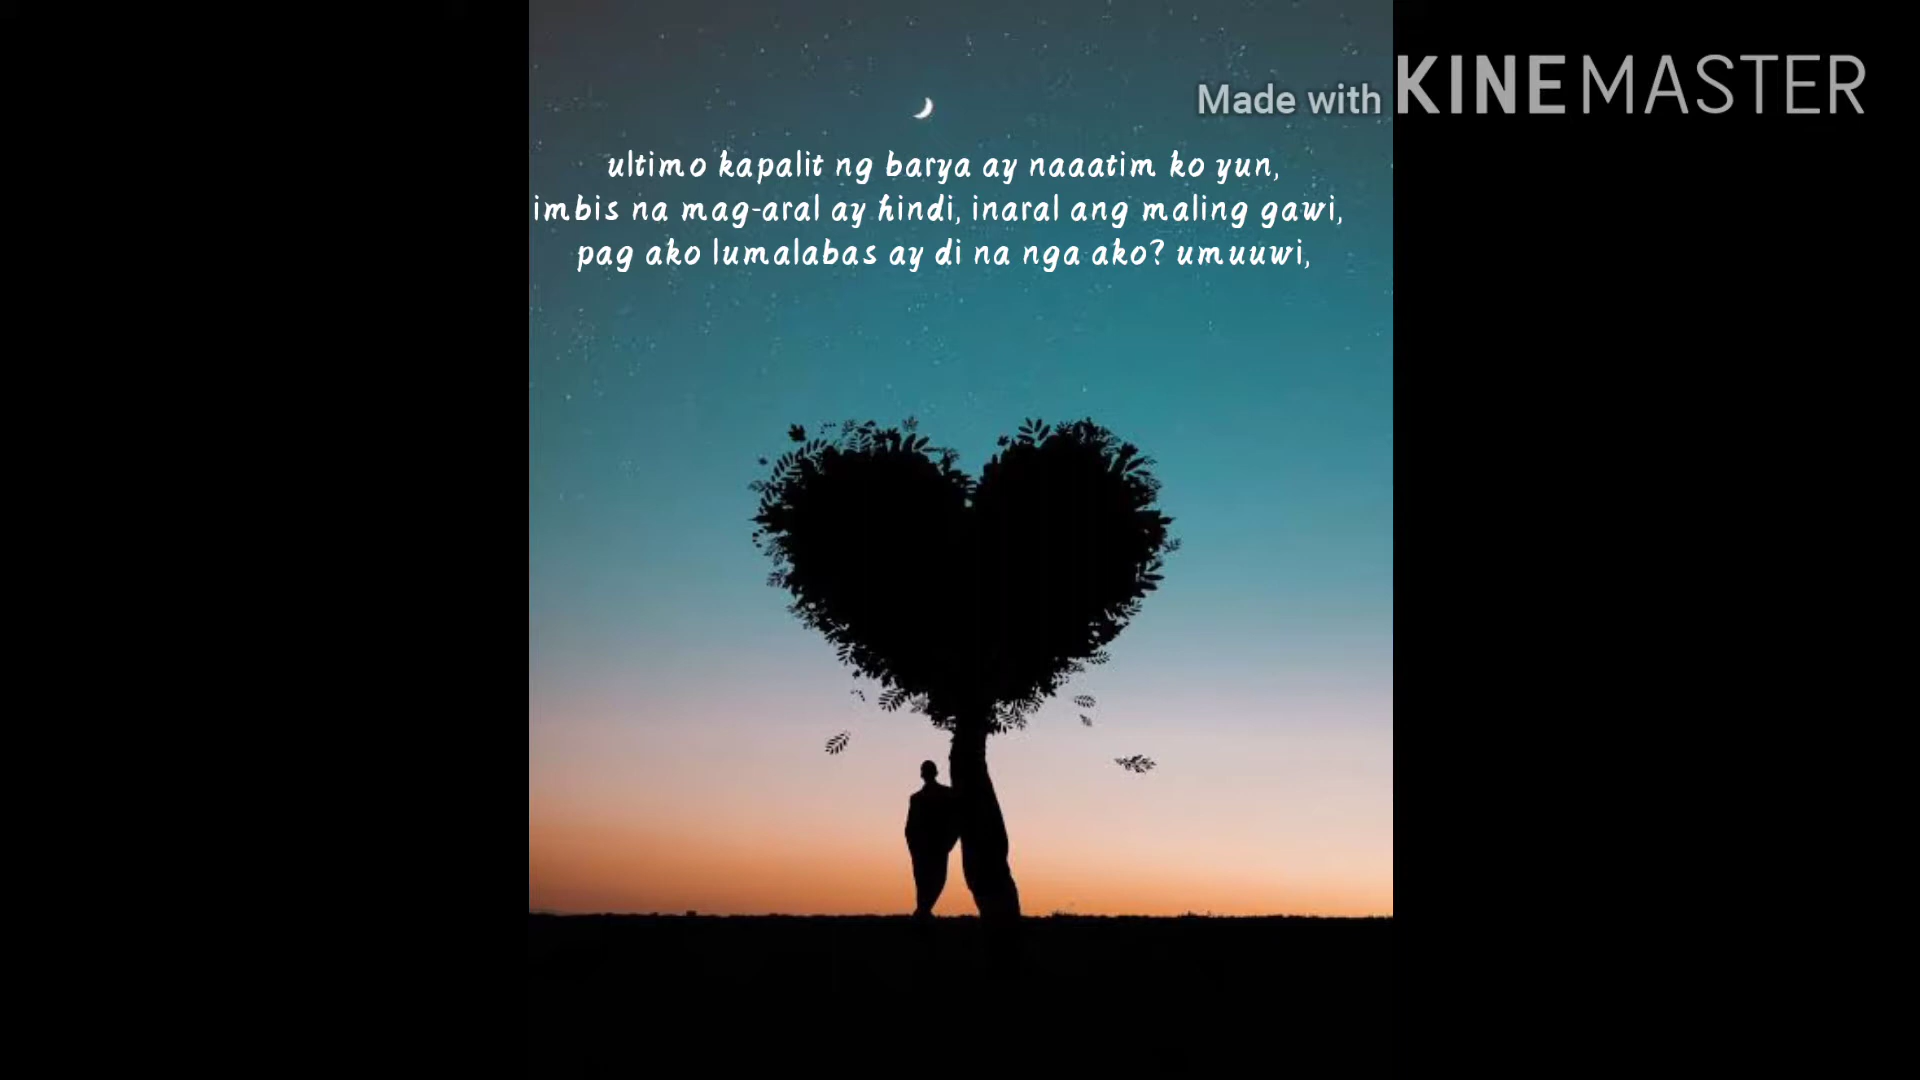 Made with KINEMASTER
ultimo kapalit ng barya ay naaatim ko yun,
imbis na mag-aral ay hindi, inaral ang maling gawi,
pag ako lumalabas ay di na nga ako? umuuwi,